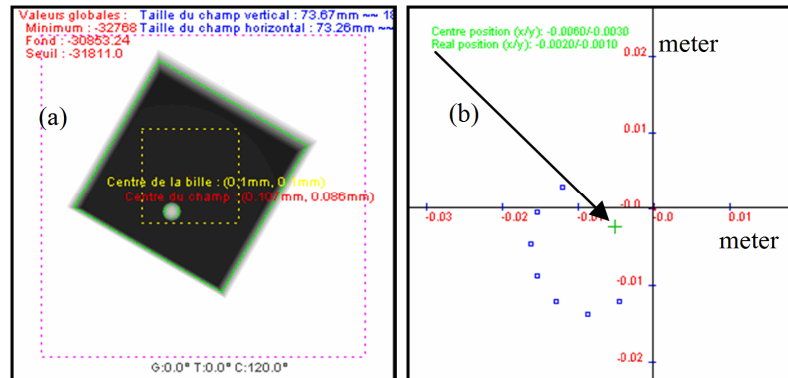 Valeurs globales : Taille du champ vertical : 73.67mm ~~ 18
Minimum : -32768 Taille du champ horizontal : 73.26mm ~~
Fond : -30853.24
Seuil : -31811.0
(a)
Centre de la bille : (0,1mm, 0,1mm)
Centre du champ : (0,107mm, 0,086mm)
G:0.0° T:0.0° C:120.0°
Centre position (x/y): -0.0060/-0.0030
Real position (x/y): -0.0020/-0.0010
meter
0.02
(b)
0.01
-0.0
-0.03 -0.02 -0.0 0.01
meter
-0.01
-0.02